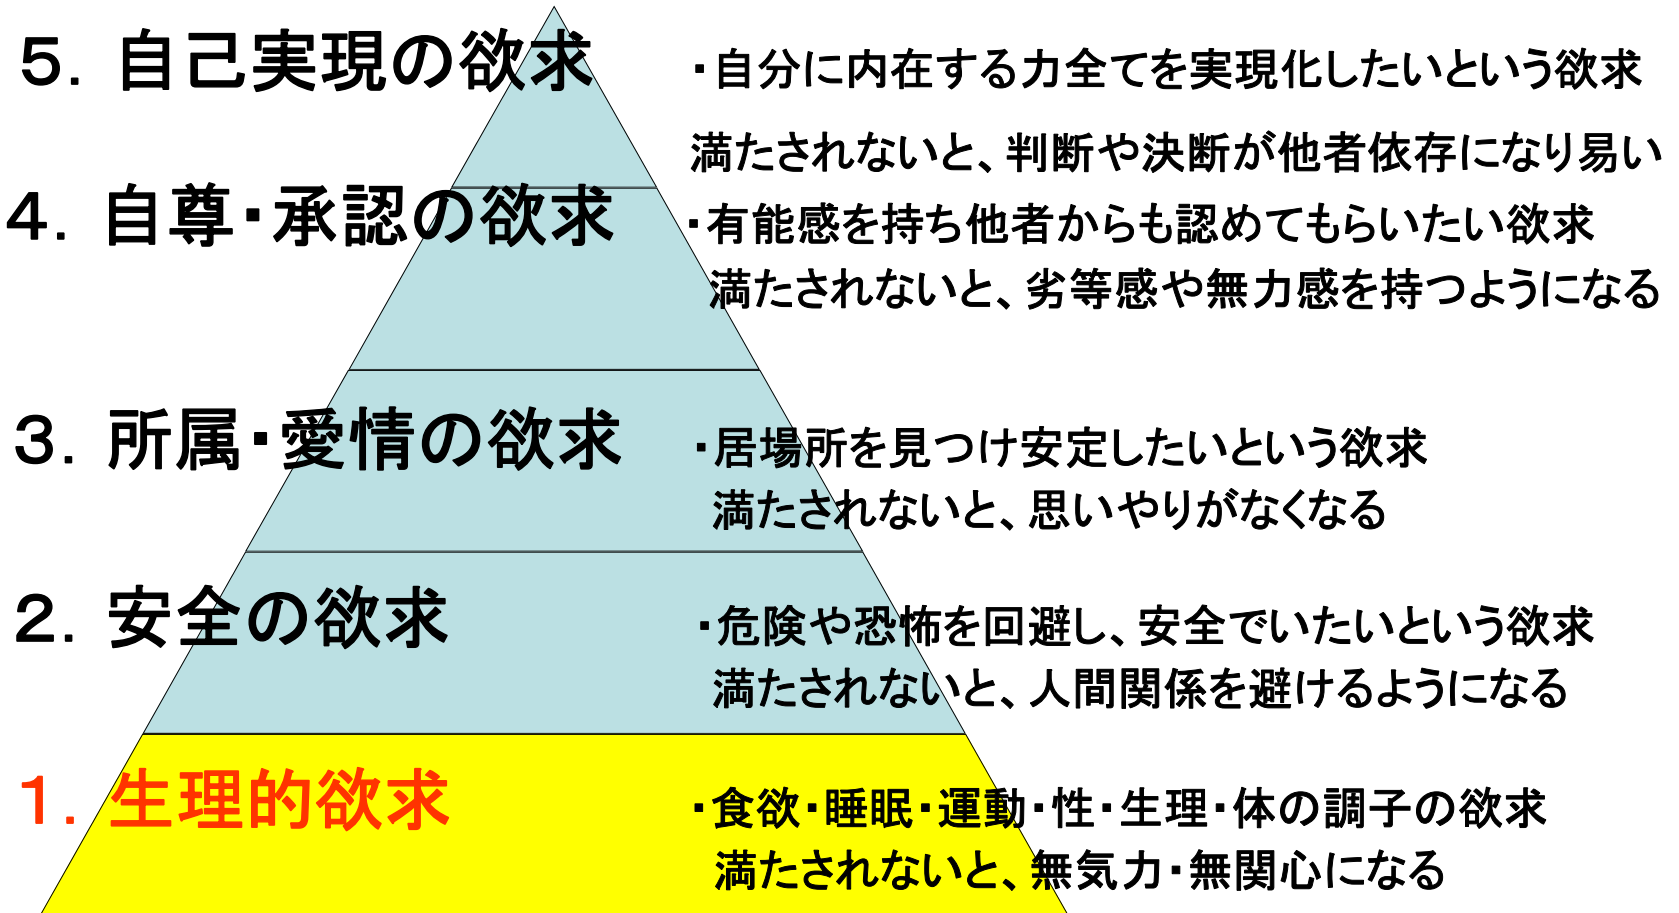 ５．自己実現の欲求
・自分に内在する力全てを実現化したいという欲求
満たされないと、判断や決断が他者依存になり易い
４．自尊・承認の欲求
・有能感を持ち他者からも認めてもらいたい欲求
満たされないと、劣等感や無力感を持つようになる
３．所属・愛情の欲求
・居場所を見つけ安定したいという欲求
満たされないと、思いやりがなくなる
２．安全の欲求
・危険や恐怖を回避し、安全でいたいという欲求
満たされないと、人間関係を避けるようになる
１．生理的欲求
・食欲・睡眠・運動・性・生理・体の調子の欲求
満たされないと、無気力・無関心になる